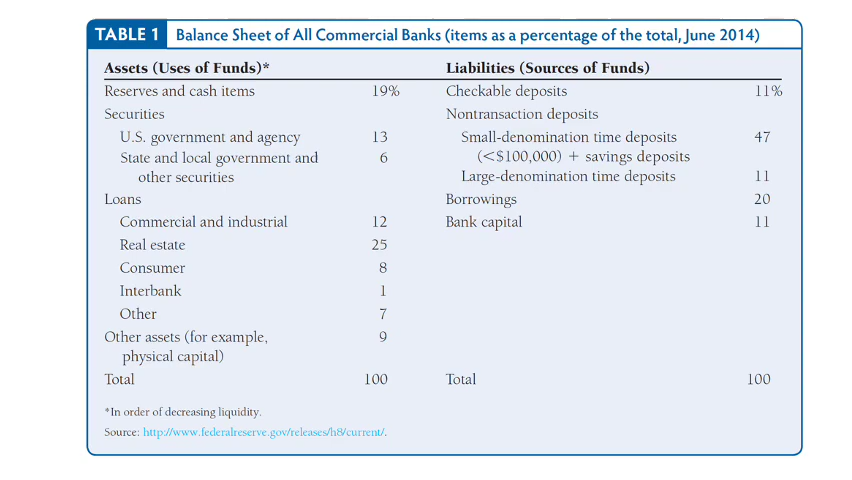 TABLE 1 Balance Sheet of All Commercial Banks (items as a percentage of the total, June 2014)
Assets (Uses of Funds)* Liabilities (Sources of Funds)
Reserves and cash items 19% Checkable deposits 11%
Securities Nontransaction deposits
U.S. government and agency 13 Small-denomination time deposits 47
State and local government and 6 (<$100,000) + savings deposits
other securities Large-denomination time deposits 11
Loans Borrowings 20
Commercial and industrial 12 Bank capital 11
Real estate 25
Consumer 8
Interbank 1
Other 7
Other assets (for example, 9
physical capital)
Total 100 Total 100
*In order of decreasing liquidity.
Source: http://www.federalreserve.gov/releases/h8/current/.